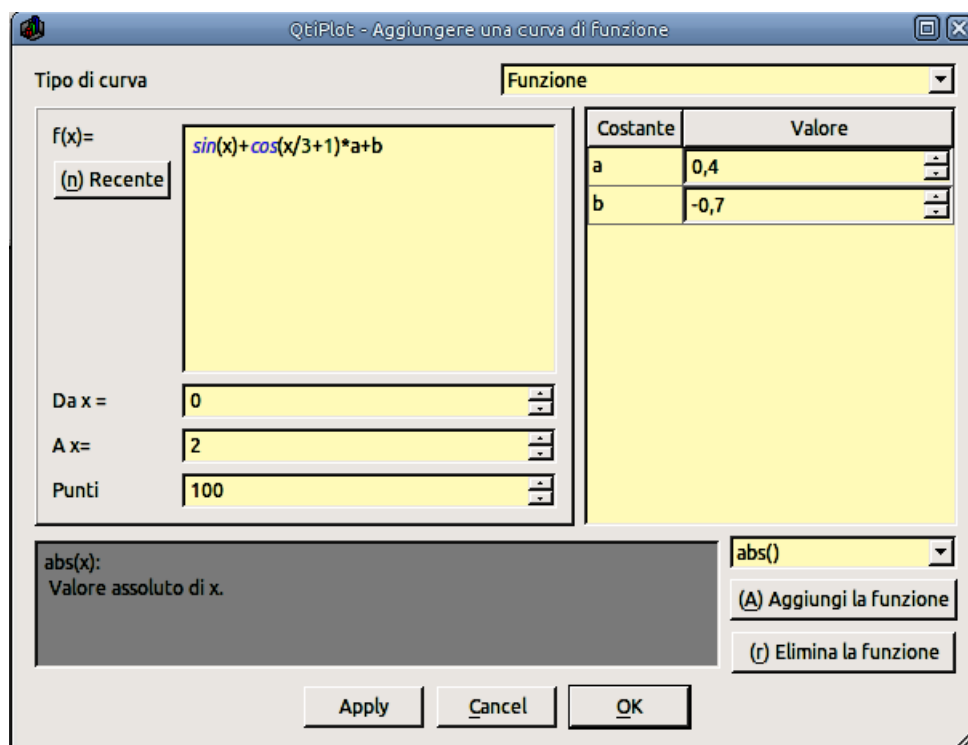 QtiPlot - Aggiungere una curva di funzione
Tipo di curva
Funzione
f(x)=
sin(x)+cos(x/3+1)*a+b
(n) Recente
Costante
Valore
a
0,4
b
-0,7
Da x =
0
A x=
2
Punti
100
abs(x):
Valore assoluto di x.
abs()
(A) Aggiungi la funzione
(r) Elimina la funzione
Apply
Cancel
OK